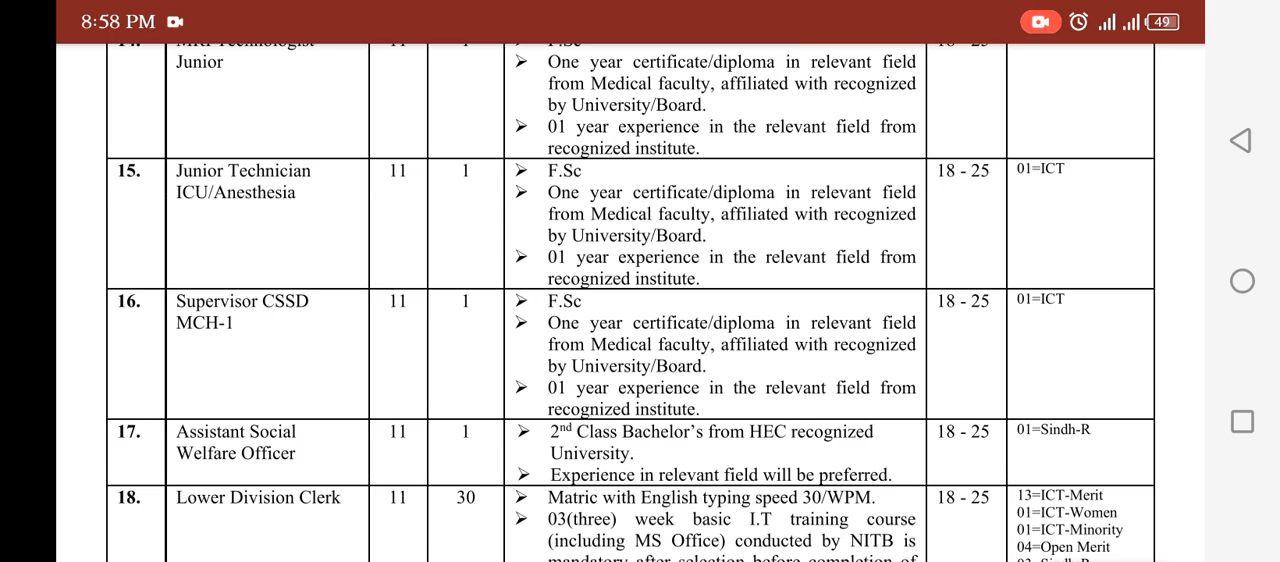 8:58 PM
49
Junior
➢ One year certificate/diploma in relevant field
from Medical faculty, affiliated with recognized
by University/Board.
➢ 01 year experience in the relevant field from
recognized institute.
15. Junior Technician 11 1 ➢ F.Sc 18 - 25 01=ICT
ICU/Anesthesia ➢ One year certificate/diploma in relevant field
from Medical faculty, affiliated with recognized
by University/Board.
➢ 01 year experience in the relevant field from
recognized institute.
16. Supervisor CSSD 11 1 ➢ F.Sc 18 - 25 01=ICT
MCH-1 ➢ One year certificate/diploma in relevant field
from Medical faculty, affiliated with recognized
by University/Board.
➢ 01 year experience in the relevant field from
recognized institute.
17. Assistant Social 11 1 ➢ 2nd Class Bachelor's from HEC recognized 18 - 25 01=Sindh-R
Welfare Officer University.
➢ Experience in relevant field will be preferred.
18. Lower Division Clerk 11 30 ➢ Matric with English typing speed 30/WPM. 18 - 25 13=ICT-Merit
➢ 03(three) week basic I.T training course 01=ICT-Women
(including MS Office) conducted by NITB is 01=ICT-Minority
04=Open Merit
mandatory after selection before completion of